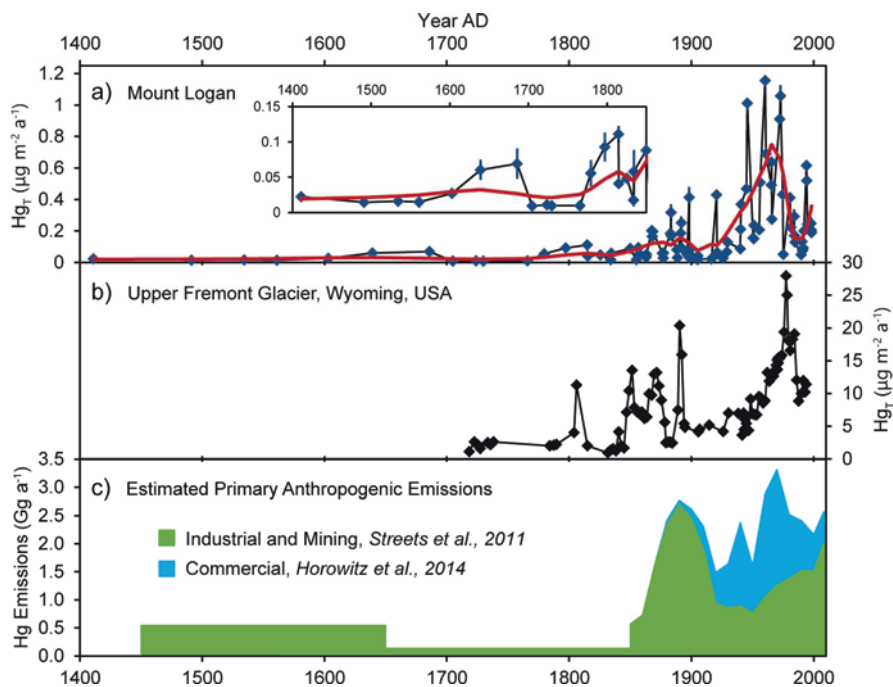 Year AD
1400 1500 1600 1700 1800 1900 2000
a) Mount Logan
Hg_T (µg m⁻² a⁻¹)
1.2
1
0.8
0.6
0.4
0.2
0
1400 1500 1600 1700 1800
0.15
0.1
0.05
0
b) Upper Fremont Glacier, Wyoming, USA
30
25
20
15
10
5
0
Hg_T (µg m⁻² a⁻¹)
c) Estimated Primary Anthropogenic Emissions
Industrial and Mining, Streets et al., 2011
Commercial, Horowitz et al., 2014
Hg Emissions (Gg a⁻¹)
3.5
3.0
2.5
2.0
1.5
1.0
0.5
0.0
1400 1500 1600 1700 1800 1900 2000